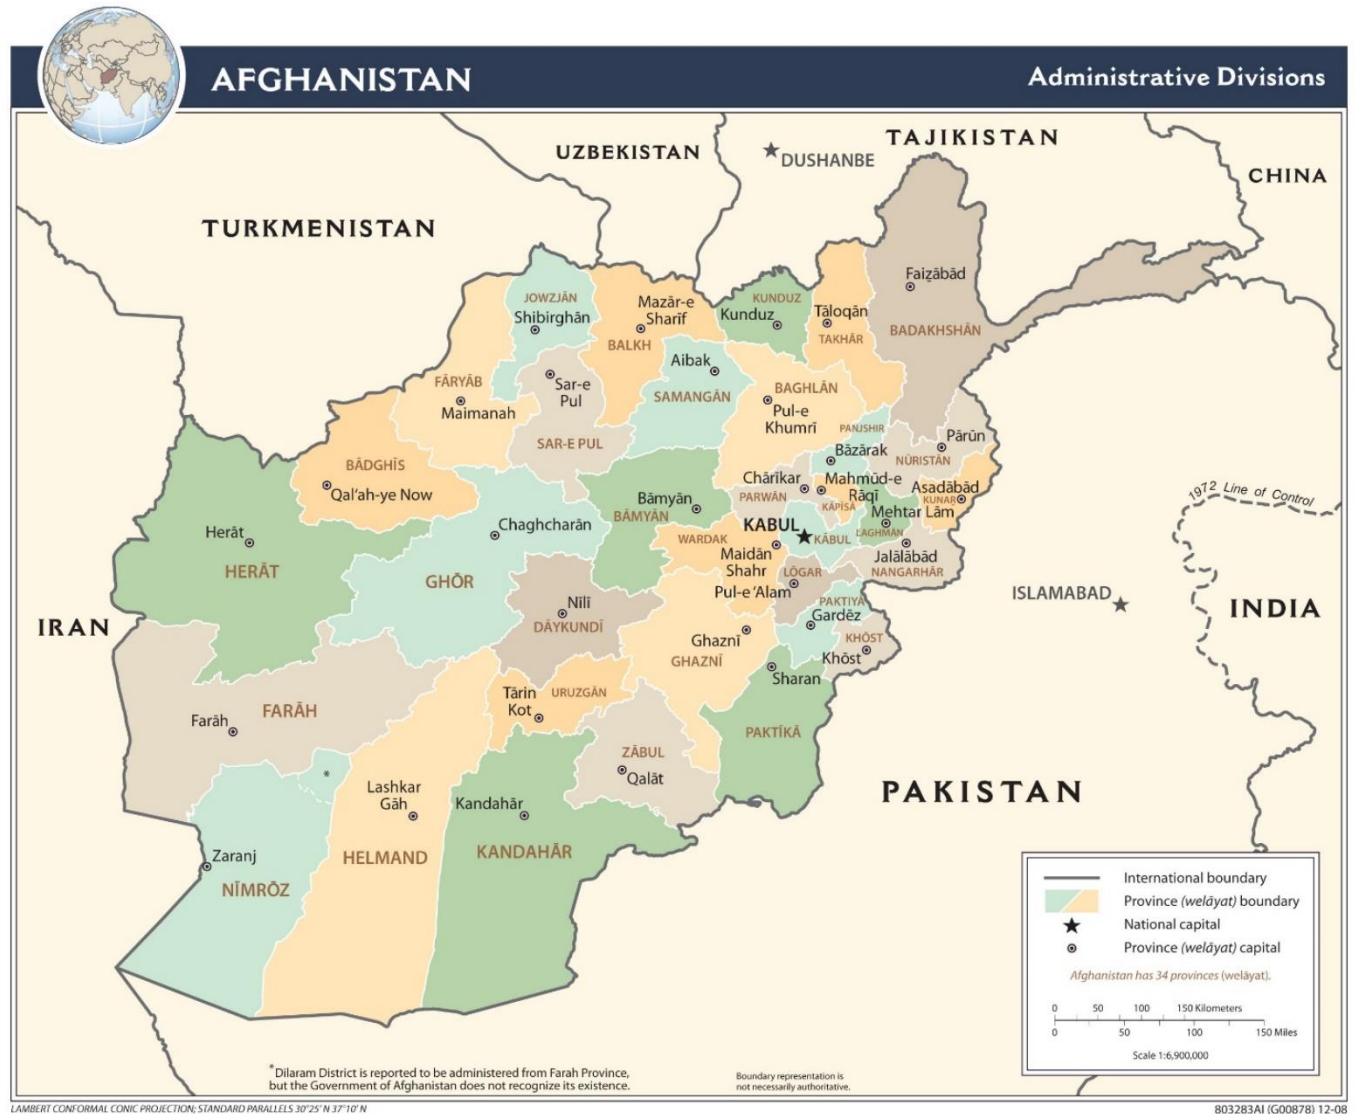 AFGHANISTAN
Administrative Divisions
UZBEKISTAN
DUSHANBE
TAJIKISTAN
CHINA
TURKMENISTAN
Faiẓābād
JOWZJĀN
Shibirghān
Mazār-e
Sharīf
BALKH
KUNDUZ
Kunduz
Tāloqān
TAKHĀR
BADAKHSHĀN
Aibak
SAMANGĀN
FĀRYĀB
Maimanah
Sar-e
Pul
SAR-E PUL
BAGHLĀN
Pul-e
Khumrī
PANJSHIR
Bāzārak
Pārūn
NŪRISTĀN
BĀDGHĪS
Qal'ah-ye Now
Chārīkar
PARWĀN
Mahmūd-e
Rāqī
KĀPĪSĀ
Asadābād
KUNAR
Mehtar Lām
LAGHMĀN
1972 Line of Control
Bāmyān
BĀMYĀN
Herāt
HERĀT
Chaghcharān
GHŌR
KABUL
KĀBUL
WARDAK
Maidān
Shahr
Jalālābād
NANGARHĀR
LŌGAR
Pul-e 'Alam
PAKTIYĀ
Gardēz
ISLAMABAD
INDIA
IRAN
Nīlī
DĀYKUNDĪ
Ghaznī
GHAZNĪ
KHŌST
Khōst
Sharan
Tārin
Kot
URUZGĀN
Farāh
FARĀH
PAKTĪKĀ
ZĀBUL
Qalāt
*
Lashkar
Gāh
Kandahār
PAKISTAN
Zaranj
NĪMRŌZ
HELMAND
KANDAHĀR
International boundary
Province (welāyat) boundary
National capital
Province (welāyat) capital
Afghanistan has 34 provinces (welāyat).
0 50 100 150 Kilometers
0 50 100 150 Miles
Scale 1:6,900,000
*Dilaram District is reported to be administered from Farah Province,
but the Government of Afghanistan does not recognize its existence.
Boundary representation is
not necessarily authoritative.
LAMBERT CONFORMAL CONIC PROJECTION; STANDARD PARALLELS 30°25' N 37°10' N
803283AI (G00878) 12-08